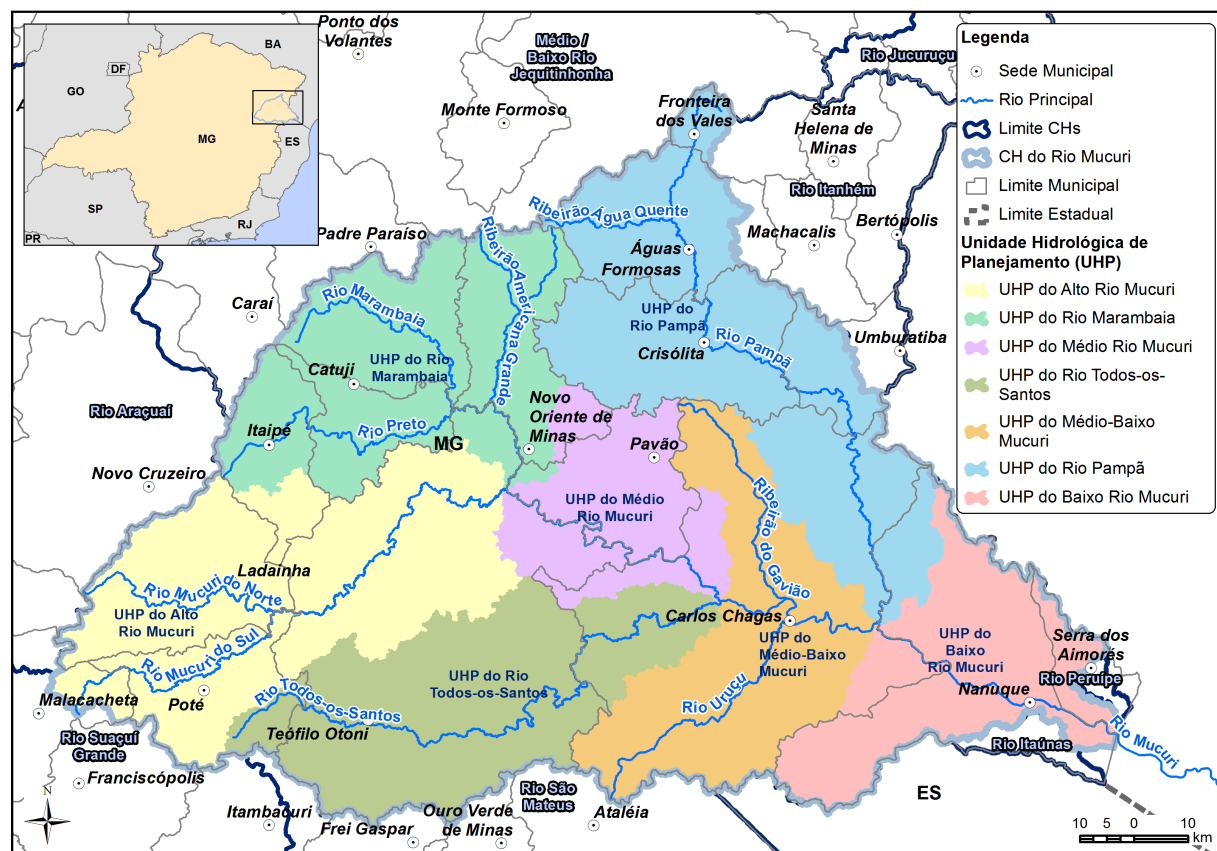 Ponto dos
Volantes
Médio /
Baixo Rio
Jequitinhonha
Rio Jucuruçu
BA
DF
GO
MG
ES
SP
RJ
PR
A
Monte Formoso
Fronteira
dos Vales
Santa
Helena de
Minas
Rio Itanhém
Bertópolis
Machacalis
Umburatiba
Padre Paraíso
Caraí
Ribeirão Água Quente
Ribeirão Americana Grande
Águas
Formosas
UHP do
Rio Pampã
Rio Pampã
Crisólita
Rio Marambaia
UHP do Rio
Marambaia
Catuji
Rio Araçuaí
Itaipé
Rio Preto
MG
Novo
Oriente de
Minas
Pavão
Novo Cruzeiro
UHP do Médio
Rio Mucuri
Ribeirão do Gavião
Ladainha
Rio Mucuri do Norte
UHP do Alto
Rio Mucuri
Rio Mucuri do Sul
Carlos Chagas
UHP do
Médio-Baixo
Mucuri
UHP do
Baixo
Rio Mucuri
Serra dos
Aimorés
Rio Peruípe
Nanuque
Rio Mucuri
Rio Itaúnas
UHP do Rio
Todos-os-Santos
Rio Uruçu
Rio Todos-os-Santos
Malacacheta
Poté
Teófilo Otoni
Rio Suaçuí
Grande
Franciscópolis
Itambacuri
Frei Gaspar
Ouro Verde
de Minas
Rio São
Mateus
Ataléia
ES
N
10 5 0 10
km
Legenda
Sede Municipal
Rio Principal
Limite CHs
CH do Rio Mucuri
Limite Municipal
Limite Estadual
Unidade Hidrológica de
Planejamento (UHP)
UHP do Alto Rio Mucuri
UHP do Rio Marambaia
UHP do Médio Rio Mucuri
UHP do Rio Todos-os-
Santos
UHP do Médio-Baixo
Mucuri
UHP do Rio Pampã
UHP do Baixo Rio Mucuri